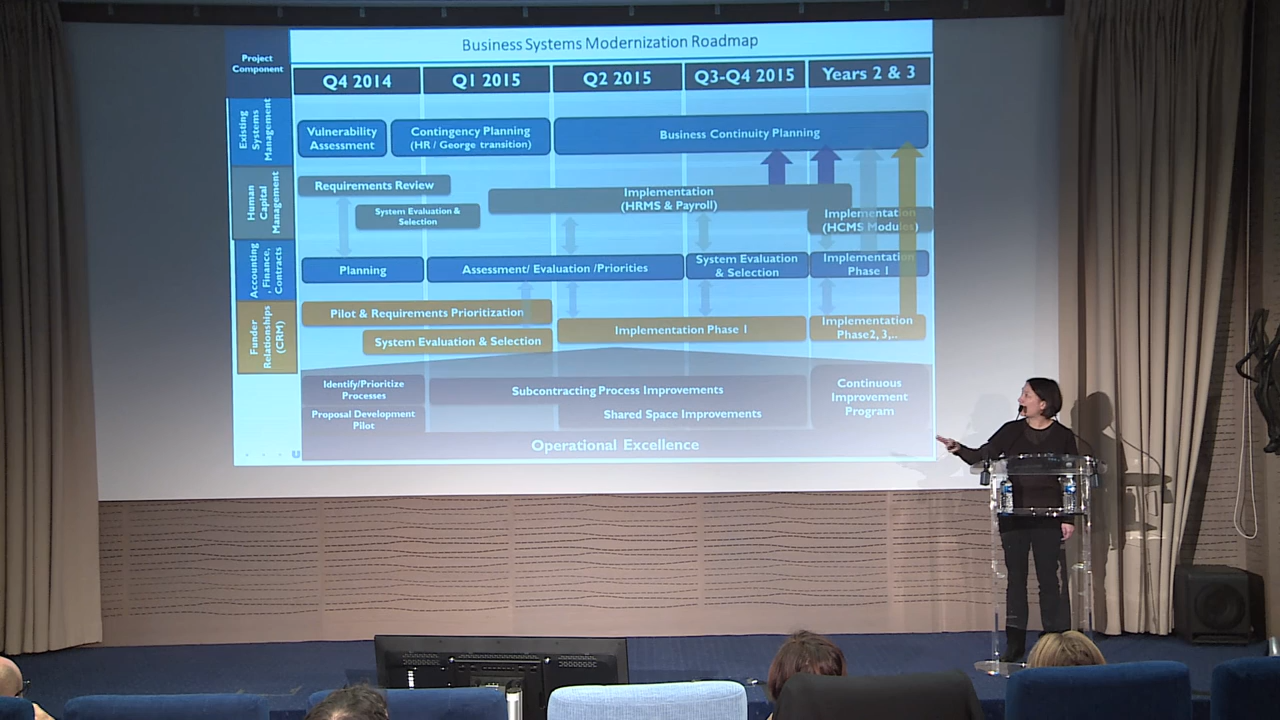 Business Systems Modernization Roadmap
Project
Component
Q4 2014
Q1 2015
Q2 2015
Q3-Q4 2015
Years 2 & 3
Existing
Systems
Management
Vulnerability
Assessment
Contingency Planning
(HR / George transition)
Business Continuity Planning
Human
Capital
Management
Requirements Review
System Evaluation &
Selection
Implementation
(HRMS & Payroll)
Implementation
(HCMS Modules)
Accounting
, Finance,
Contracts
Planning
Assessment/ Evaluation /Priorities
System Evaluation
& Selection
Implementation
Phase 1
Funder
Relationships
(CRM)
Pilot & Requirements Prioritization
System Evaluation & Selection
Implementation Phase 1
Implementation
Phase2, 3,..
Identify/Prioritize
Processes
Proposal Development
Pilot
Subcontracting Process Improvements
Shared Space Improvements
Continuous
Improvement
Program
Operational Excellence